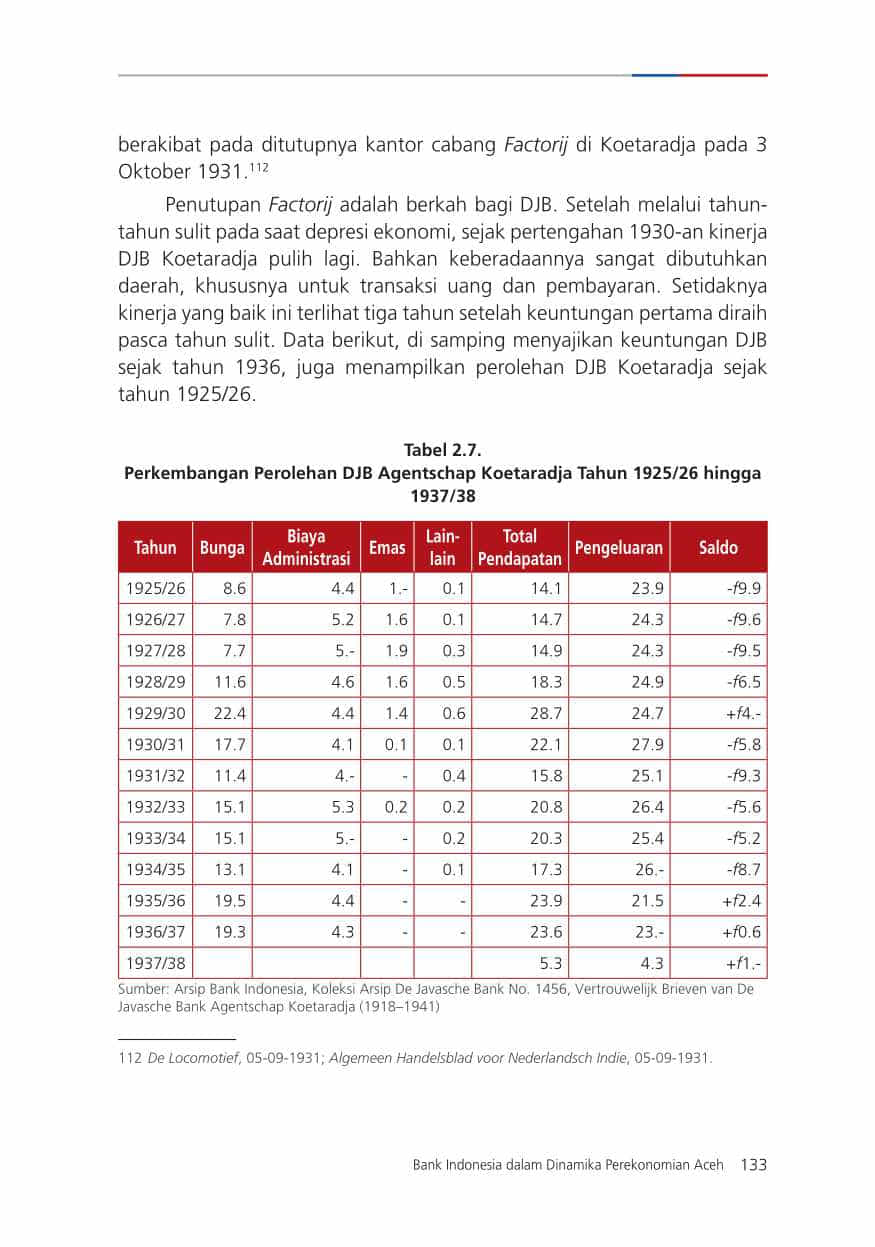 berakibat pada ditutupnya kantor cabang Factorij di Koetaradja pada 3
Oktober 1931.112
Penutupan Factorij adalah berkah bagi DJB. Setelah melalui tahun-
tahun sulit pada saat depresi ekonomi, sejak pertengahan 1930-an kinerja
DJB Koetaradja pulih lagi. Bahkan keberadaannya sangat dibutuhkan
daerah, khususnya untuk transaksi uang dan pembayaran. Setidaknya
kinerja yang baik ini terlihat tiga tahun setelah keuntungan pertama diraih
pasca tahun sulit. Data berikut, di samping menyajikan keuntungan DJB
sejak tahun 1936, juga menampilkan perolehan DJB Koetaradja sejak
tahun 1925/26.
Tabel 2.7.
Perkembangan Perolehan DJB Agentschap Koetaradja Tahun 1925/26 hingga
1937/38
Tahun Bunga Biaya Administrasi Emas Lain-lain Total Pendapatan Pengeluaran Saldo
1925/26 8.6 4.4 1.- 0.1 14.1 23.9 -f9.9
1926/27 7.8 5.2 1.6 0.1 14.7 24.3 -f9.6
1927/28 7.7 5.- 1.9 0.3 14.9 24.3 -f9.5
1928/29 11.6 4.6 1.6 0.5 18.3 24.9 -f6.5
1929/30 22.4 4.4 1.4 0.6 28.7 24.7 +f4.-
1930/31 17.7 4.1 0.1 0.1 22.1 27.9 -f5.8
1931/32 11.4 4.- - 0.4 15.8 25.1 -f9.3
1932/33 15.1 5.3 0.2 0.2 20.8 26.4 -f5.6
1933/34 15.1 5.- - 0.2 20.3 25.4 -f5.2
1934/35 13.1 4.1 - 0.1 17.3 26.- -f8.7
1935/36 19.5 4.4 - - 23.9 21.5 +f2.4
1936/37 19.3 4.3 - - 23.6 23.- +f0.6
1937/38 5.3 4.3 +f1.-
Sumber: Arsip Bank Indonesia, Koleksi Arsip De Javasche Bank No. 1456, Vertrouwelijk Brieven van De
Javasche Bank Agentschap Koetaradja (1918–1941)
112 De Locomotief, 05-09-1931; Algemeen Handelsblad voor Nederlandsch Indie, 05-09-1931.
Bank Indonesia dalam Dinamika Perekonomian Aceh 133